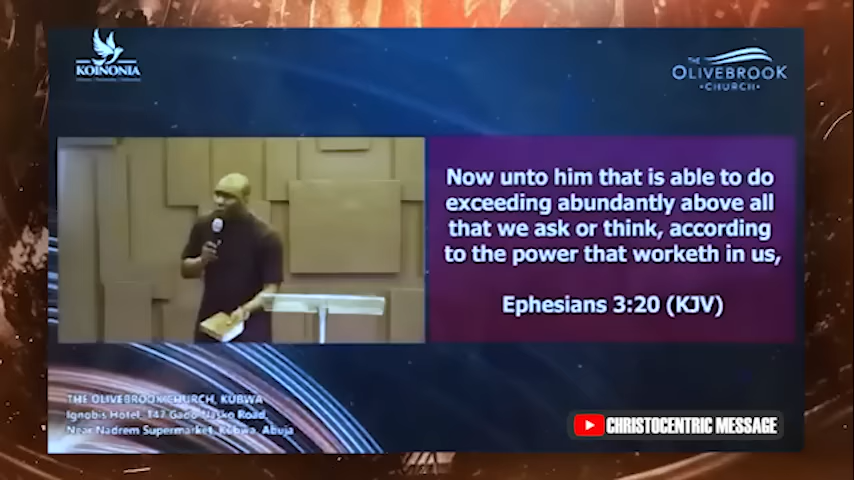 KOINONIA
THE
OLIVEBROOK
CHURCH
Now unto him that is able to do
exceeding abundantly above all
that we ask or think, according
to the power that worketh in us,
Ephesians 3:20 (KJV)
THE OLIVEBROOK CHURCH, KUBWA
Ignobis Hotel, 147 Gado Nasko Road,
Near Nadrem Supermarket, Kubwa, Abuja
CHRISTOCENTRIC MESSAGE